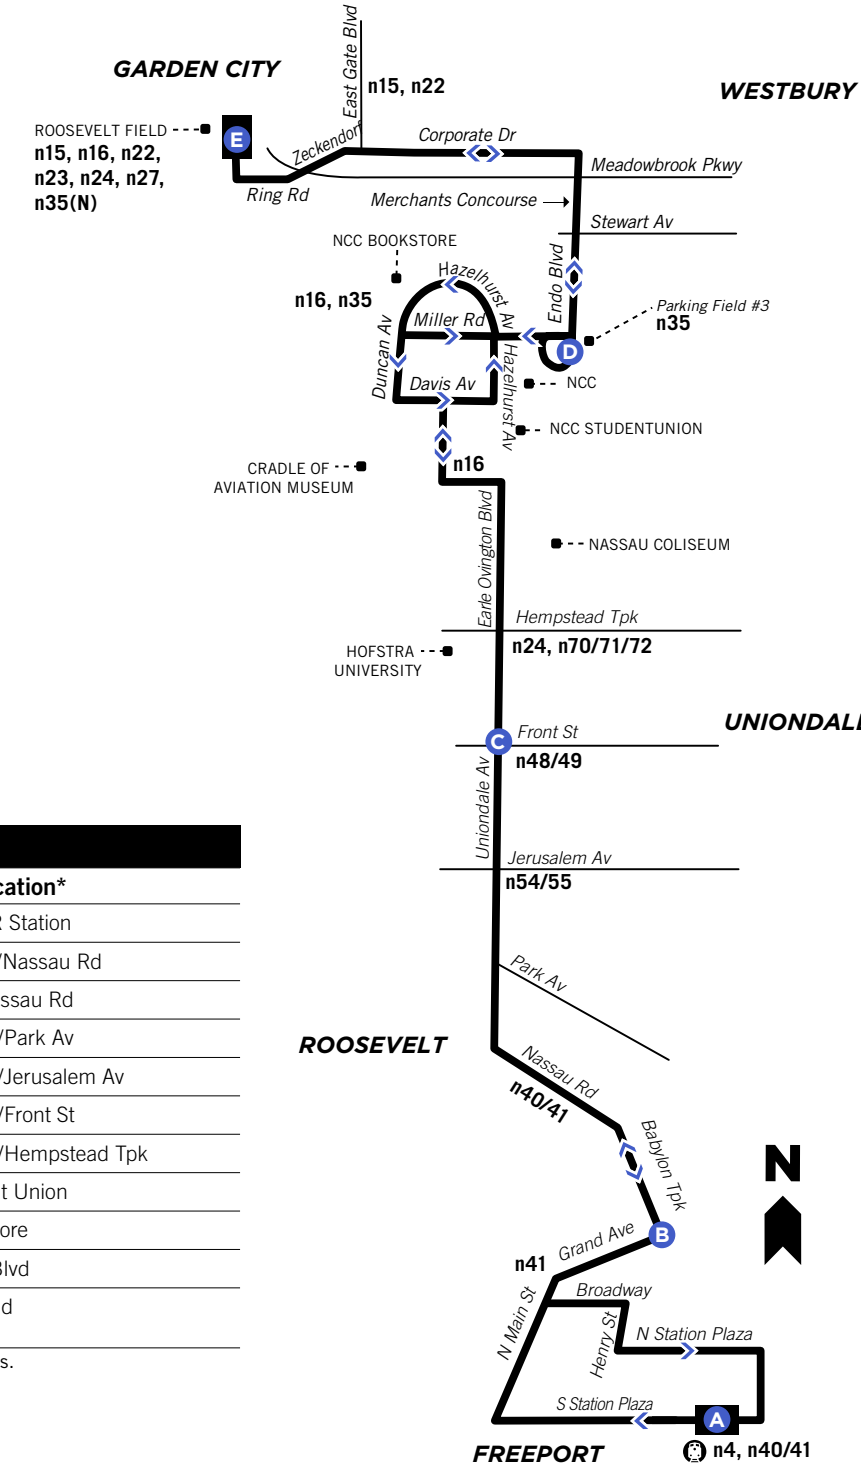 GARDEN CITY
East Gate Blvd
n15, n22
WESTBURY
ROOSEVELT FIELD
n15, n16, n22,
n23, n24, n27,
n35(N)
E
Zeckendorf
Ring Rd
Corporate Dr
Meadowbrook Pkwy
Merchants Concourse
Stewart Av
NCC BOOKSTORE
Hazelhurst Av
Endo Blvd
n16, n35
Miller Rd
Parking Field #3
n35
D
Duncan Av
Davis Av
Hazelhurst Av
NCC
NCC STUDENTUNION
CRADLE OF
AVIATION MUSEUM
n16
Earle Ovington Blvd
NASSAU COLISEUM
Hempstead Tpk
n24, n70/71/72
HOFSTRA
UNIVERSITY
UNIONDALE
C
Front St
n48/49
Uniondale Av
Jerusalem Av
n54/55
Park Av
ROOSEVELT
Nassau Rd
n40/41
Babylon Tpk
N
B
Grand Ave
n41
Broadway
N Main St
Henry St
N Station Plaza
S Station Plaza
A
FREEPORT
n4, n40/41
cation*
R Station
/Nassau Rd
ssau Rd
/Park Av
/Jerusalem Av
/Front St
/Hempstead Tpk
t Union
ore
Blvd
d
s.